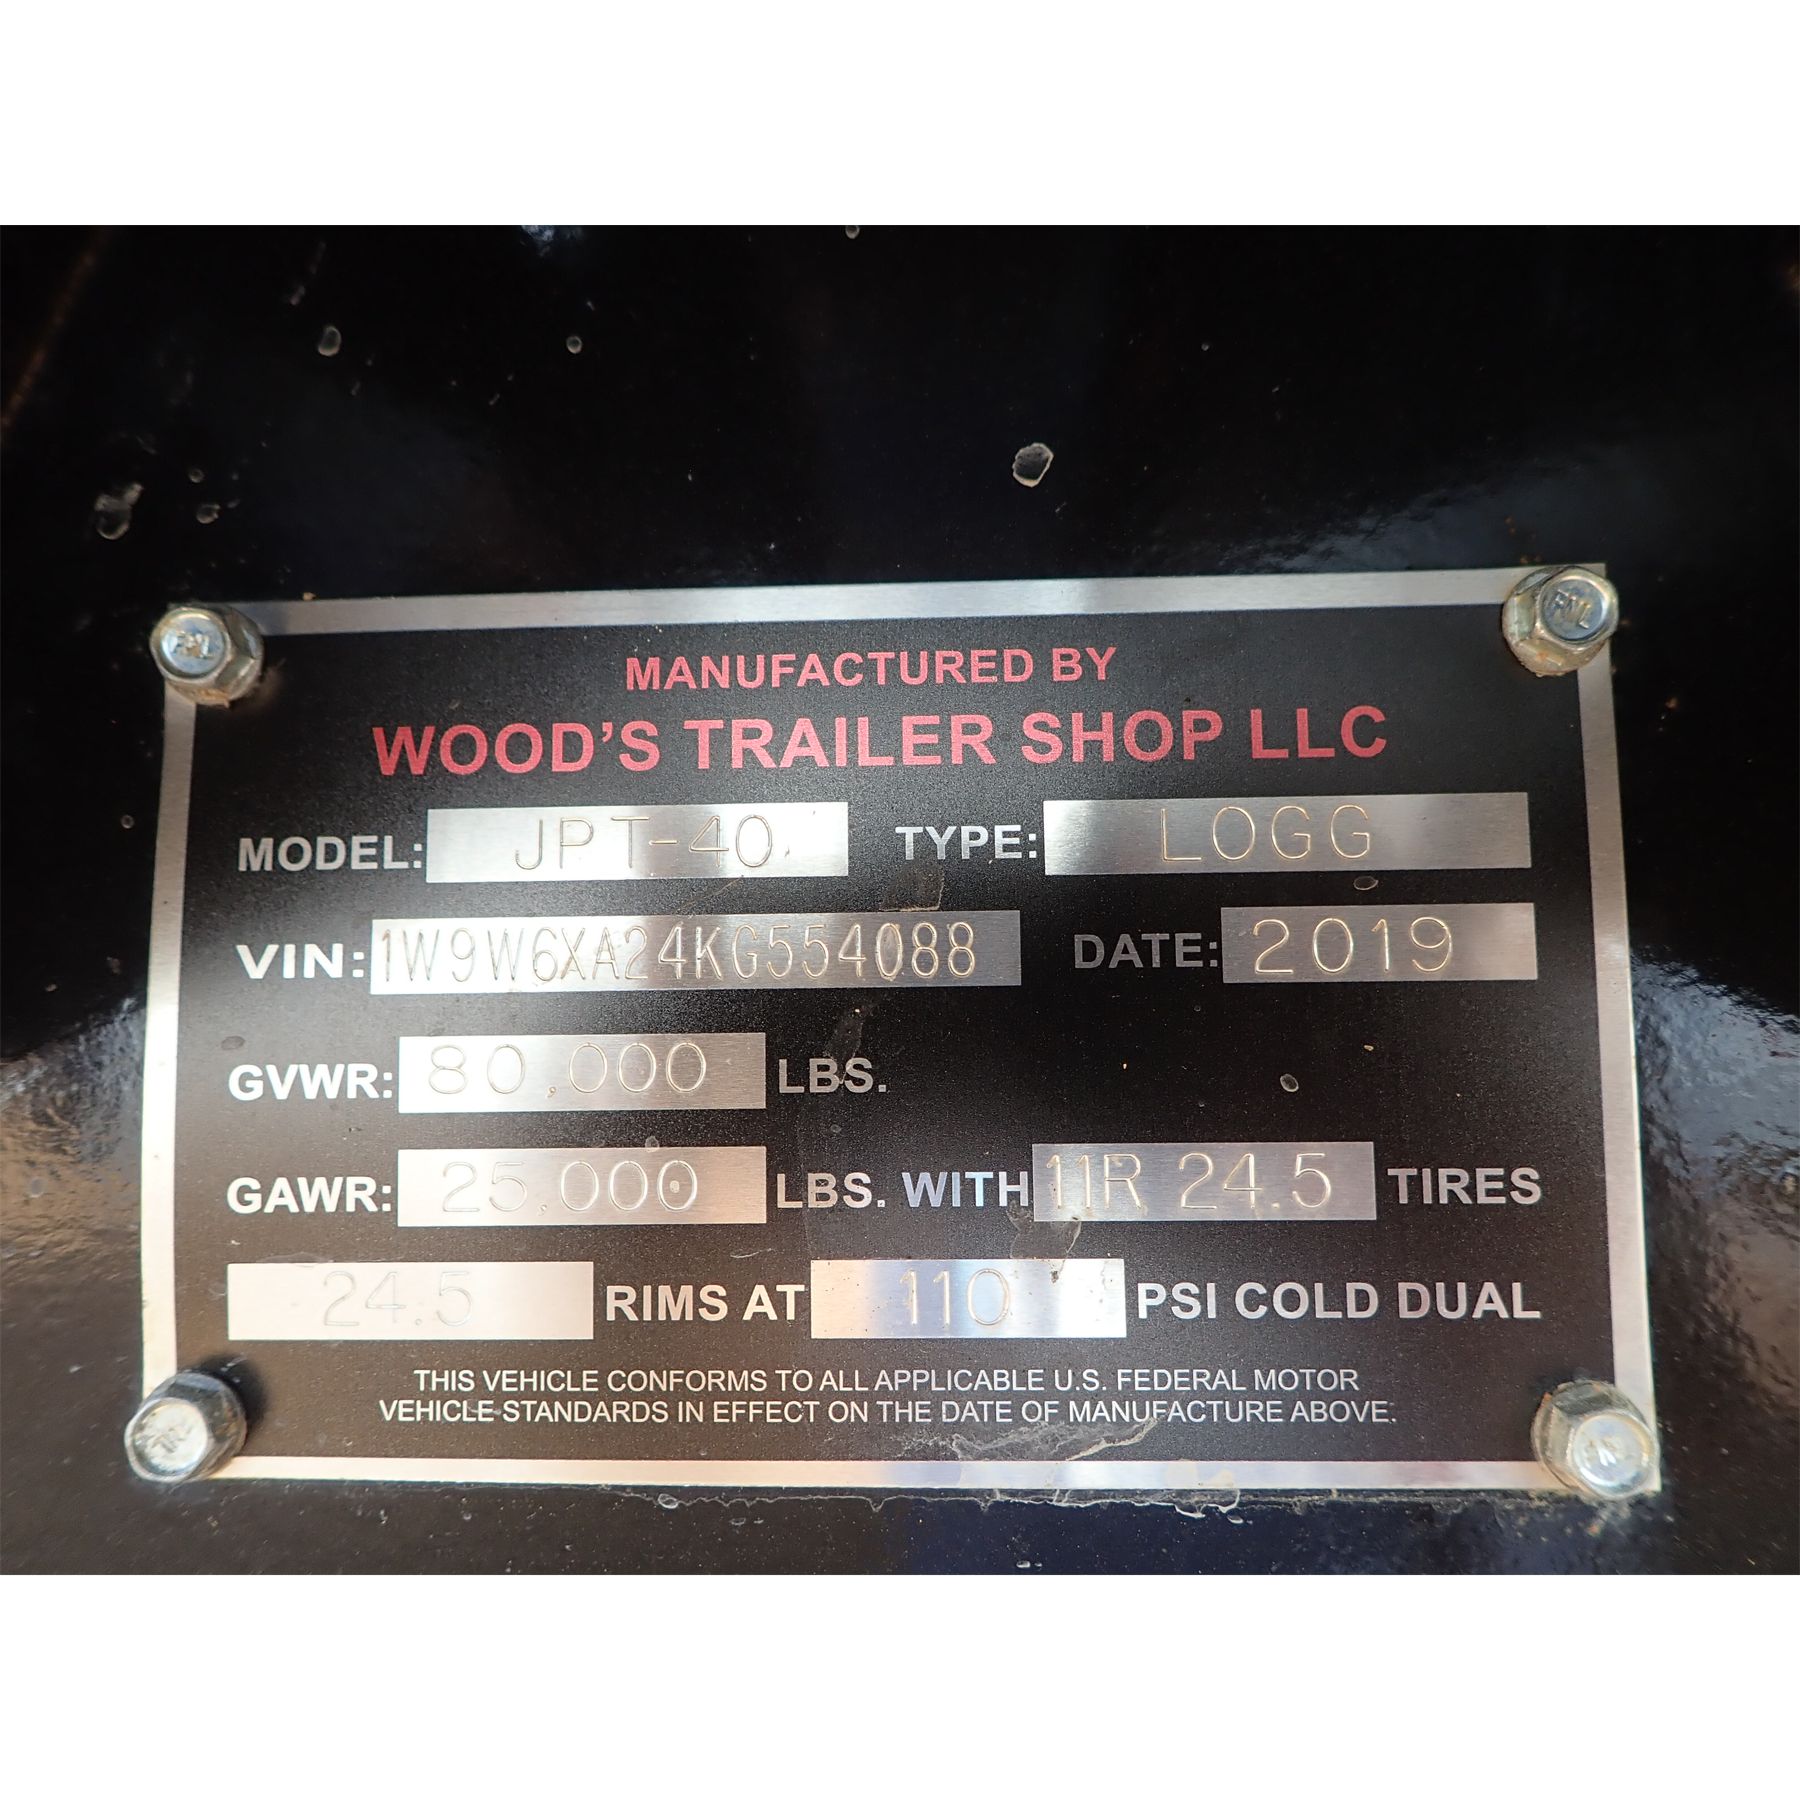 MANUFACTURED BY
WOOD'S TRAILER SHOP LLC
MODEL: JPT-40 TYPE: LOGG
VIN: 1W9W6XA24KG554088 DATE: 2019
GVWR: 80,000 LBS.
GAWR: 25,000 LBS. WITH 11R 24.5 TIRES
24.5 RIMS AT 110 PSI COLD DUAL
THIS VEHICLE CONFORMS TO ALL APPLICABLE U.S. FEDERAL MOTOR
VEHICLE STANDARDS IN EFFECT ON THE DATE OF MANUFACTURE ABOVE.